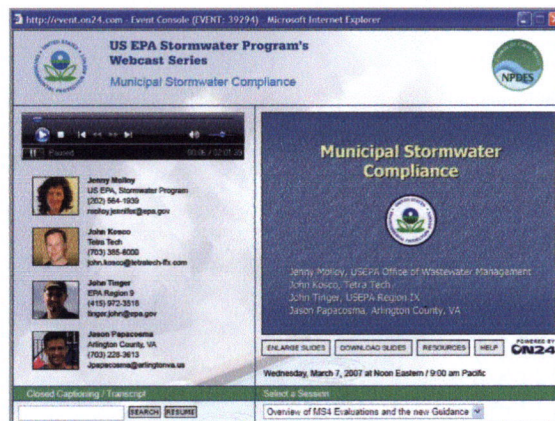 http://event.on24.com - Event Console (EVENT: 39294) - Microsoft Internet Explorer
US EPA Stormwater Program's
Webcast Series
Municipal Stormwater Compliance
NPDES
Paused
Jenny Molloy
US EPA, Stormwater Program
(202) 564-1939
molloy.jennifer@epa.gov
John Kosco
Tetra Tech
(703) 385-6000
john.kosco@tetratech-ffx.com
John Tinger
EPA Region 9
(415) 972-3518
tinger.john@epa.gov
Jason Papacosma
Arlington County, VA
(703) 228-3613
Jpapacosma@arlingtonva.us
Closed Captioning / Transcript
SEARCH RESUME
Municipal Stormwater
Compliance
Jenny Molloy, USEPA Office of Wastewater Management
John Kosco, Tetra Tech
John Tinger, USEPA Region IX
Jason Papacosma, Arlington County, VA
ENLARGE SLIDES DOWNLOAD SLIDES RESOURCES HELP
POWERED BY
ON24
Wednesday, March 7, 2007 at Noon Eastern / 9:00 am Pacific
Select a Session
Overview of MS4 Evaluations and the new Guidance